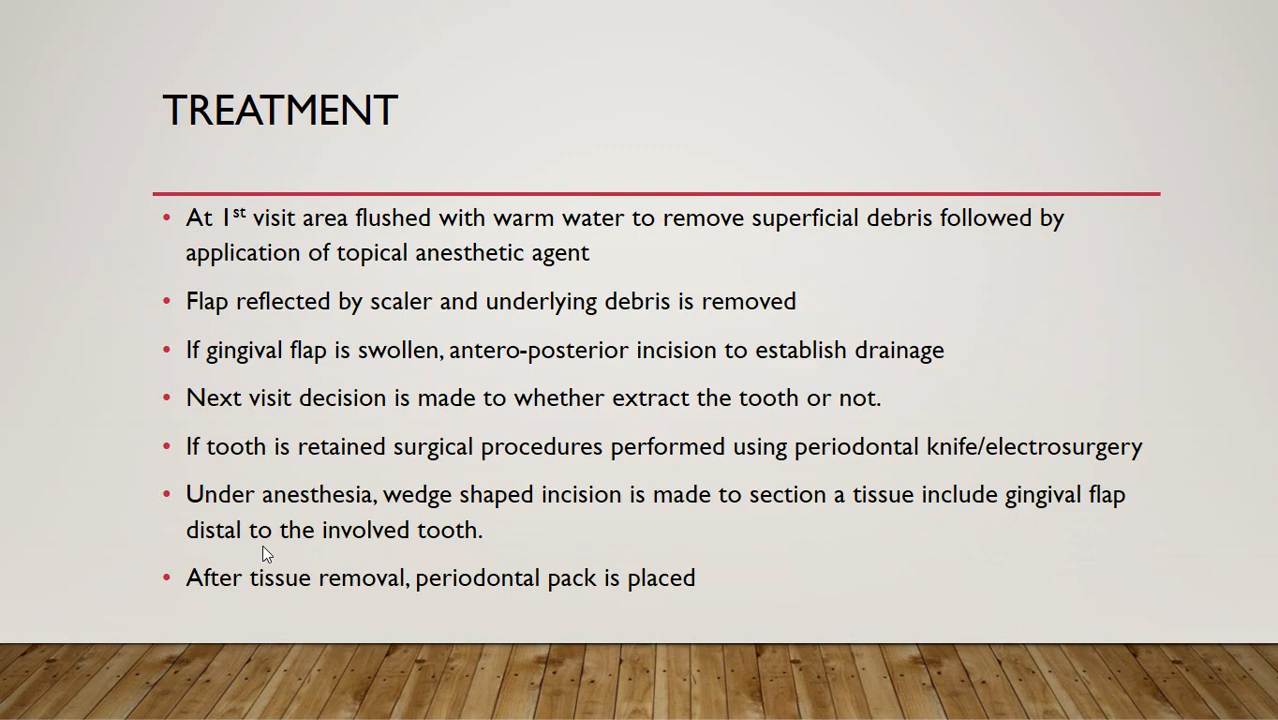 TREATMENT
• At 1st visit area flushed with warm water to remove superficial debris followed by
application of topical anesthetic agent
• Flap reflected by scaler and underlying debris is removed
• If gingival flap is swollen, antero-posterior incision to establish drainage
• Next visit decision is made to whether extract the tooth or not.
• If tooth is retained surgical procedures performed using periodontal knife/electrosurgery
• Under anesthesia, wedge shaped incision is made to section a tissue include gingival flap
distal to the involved tooth.
• After tissue removal, periodontal pack is placed